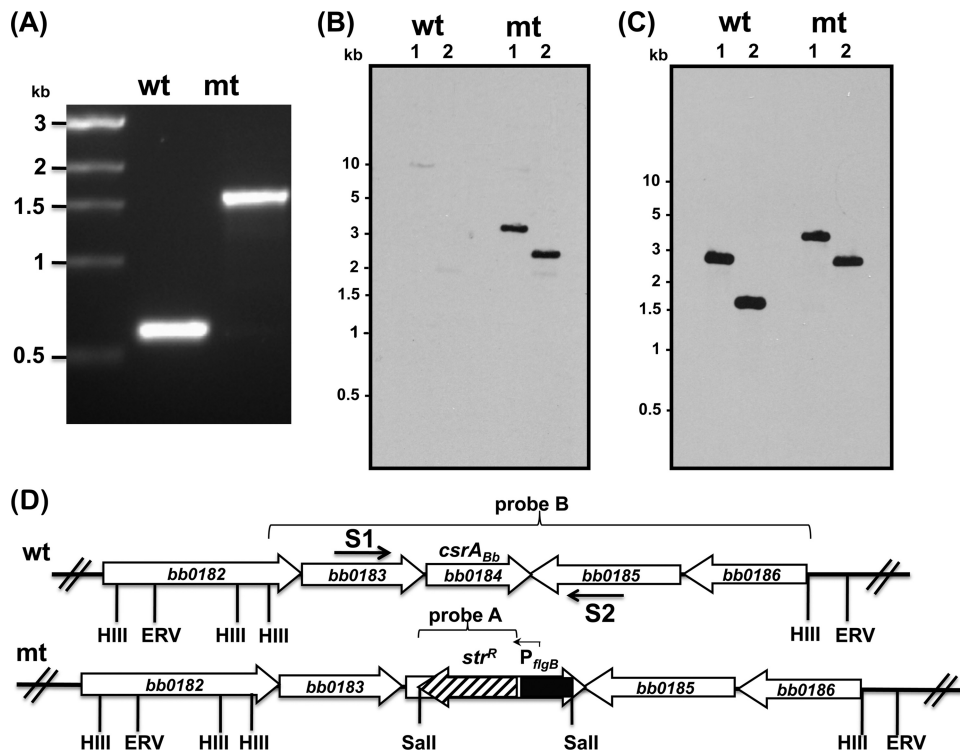 (A)
wt mt
kb
3
2
1.5
1
0.5
(B)
wt mt
kb 1 2 1 2
10
5
3
2
1.5
1
0.5
(C)
wt mt
kb 1 2 1 2
10
5
3
2
1.5
1
0.5
(D)
probe B
wt
S1 csrA_Bb
bb0182 bb0183 bb0184 bb0185 bb0186
S2
HIII ERV HIII HIII HIII ERV
probe A
mt
str^R P_flgB
bb0182 bb0183 bb0185 bb0186
HIII ERV HIII HIII SalI SalI HIII ERV